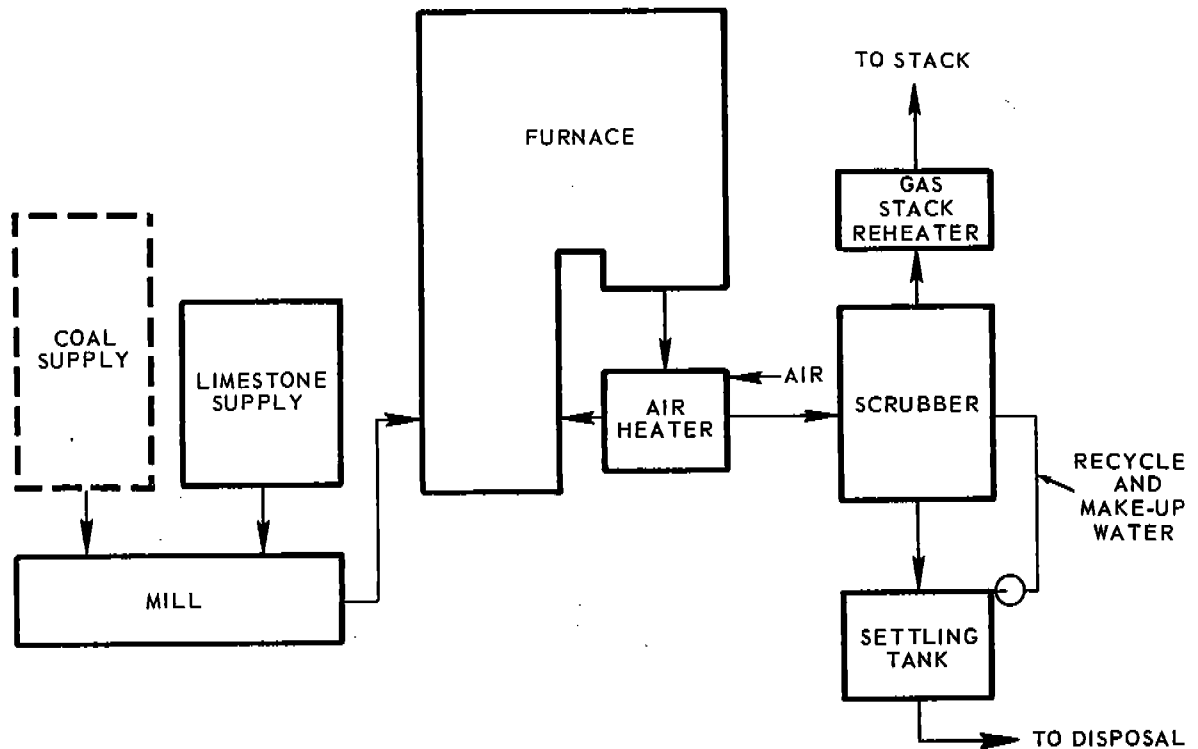 TO STACK
FURNACE
GAS
STACK
REHEATER
COAL
SUPPLY
LIMESTONE
SUPPLY
AIR
AIR
HEATER
SCRUBBER
RECYCLE
AND
MAKE-UP
WATER
MILL
SETTLING
TANK
TO DISPOSAL